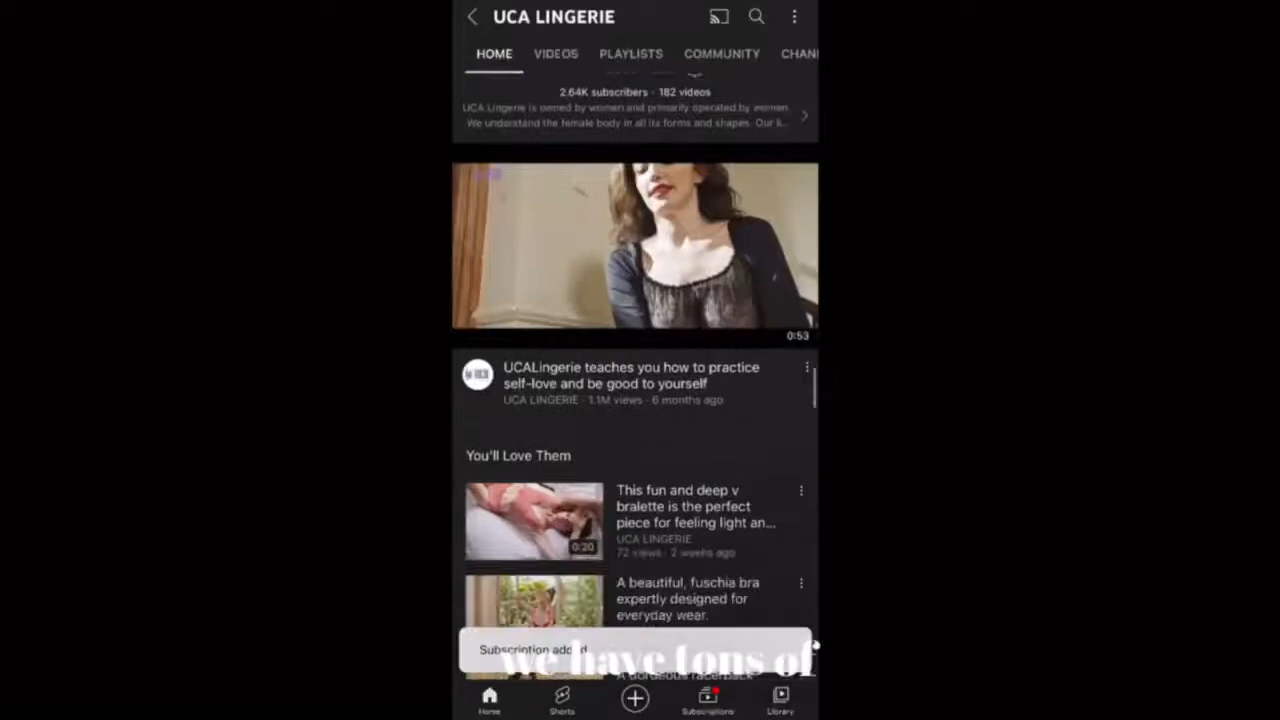 UCA LINGERIE
HOME VIDEOS PLAYLISTS COMMUNITY CHAN
2.64K subscribers · 182 videos
UCA Lingerie is owned by women and primarily operated by women.
We understand the female body in all its forms and shapes. Our li...
0:53
UCALingerie teaches you how to practice
self-love and be good to yourself
UCA LINGERIE · 1.1M views · 6 months ago
You'll Love Them
This fun and deep v
bralette is the perfect
piece for feeling light an...
0:20
UCA LINGERIE
72 views · 2 weeks ago
A beautiful, fuschia bra
expertly designed for
everyday wear.
Subscription added
we have tons of
A gorgeous racerback
Home Shorts Subscriptions Library